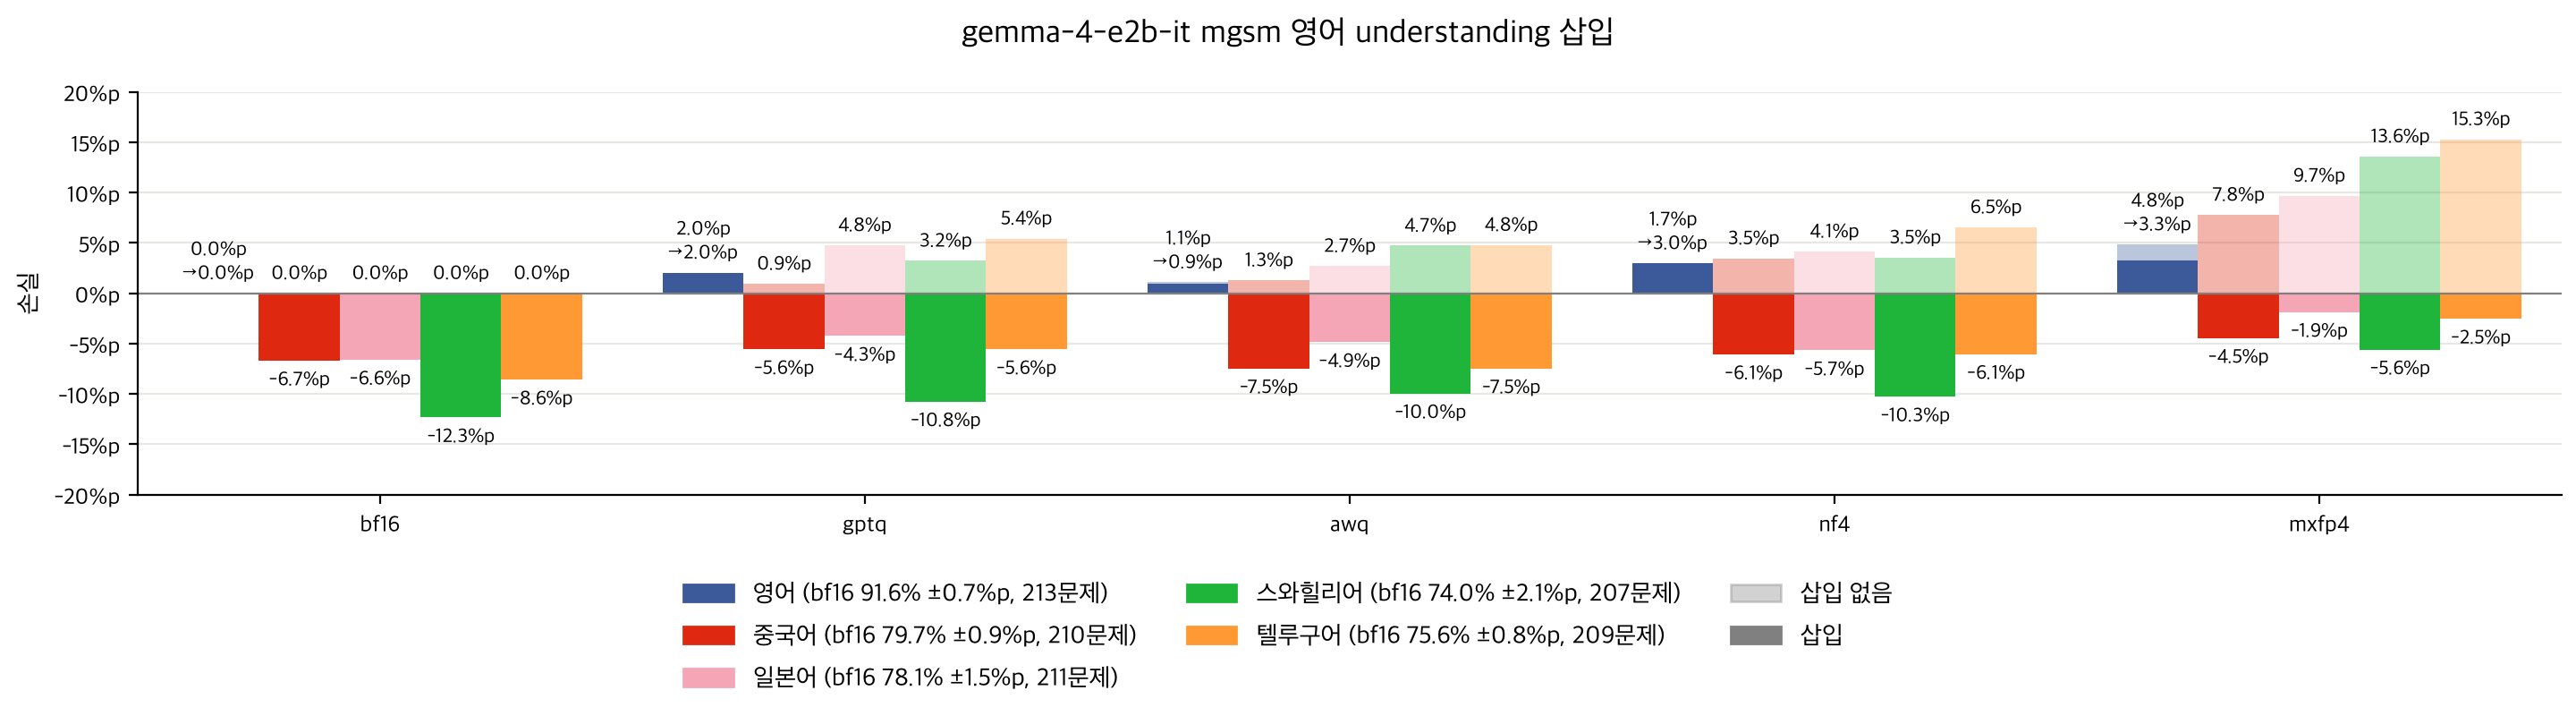 gemma-4-e2b-it mgsm 영어 understanding 삽입
손실
20%p
15%p
10%p
5%p
0%p
-5%p
-10%p
-15%p
-20%p
0.0%p
→0.0%p
0.0%p
0.0%p
0.0%p
0.0%p
-6.7%p
-6.6%p
-12.3%p
-8.6%p
2.0%p
→2.0%p
0.9%p
4.8%p
3.2%p
5.4%p
-5.6%p
-4.3%p
-10.8%p
-5.6%p
1.1%p
→0.9%p
1.3%p
2.7%p
4.7%p
4.8%p
-7.5%p
-4.9%p
-10.0%p
-7.5%p
1.7%p
→3.0%p
3.5%p
4.1%p
3.5%p
6.5%p
-6.1%p
-5.7%p
-10.3%p
-6.1%p
4.8%p
→3.3%p
7.8%p
9.7%p
13.6%p
15.3%p
-4.5%p
-1.9%p
-5.6%p
-2.5%p
bf16
gptq
awq
nf4
mxfp4
영어 (bf16 91.6% ±0.7%p, 213문제)
중국어 (bf16 79.7% ±0.9%p, 210문제)
일본어 (bf16 78.1% ±1.5%p, 211문제)
스와힐리어 (bf16 74.0% ±2.1%p, 207문제)
텔루구어 (bf16 75.6% ±0.8%p, 209문제)
삽입 없음
삽입